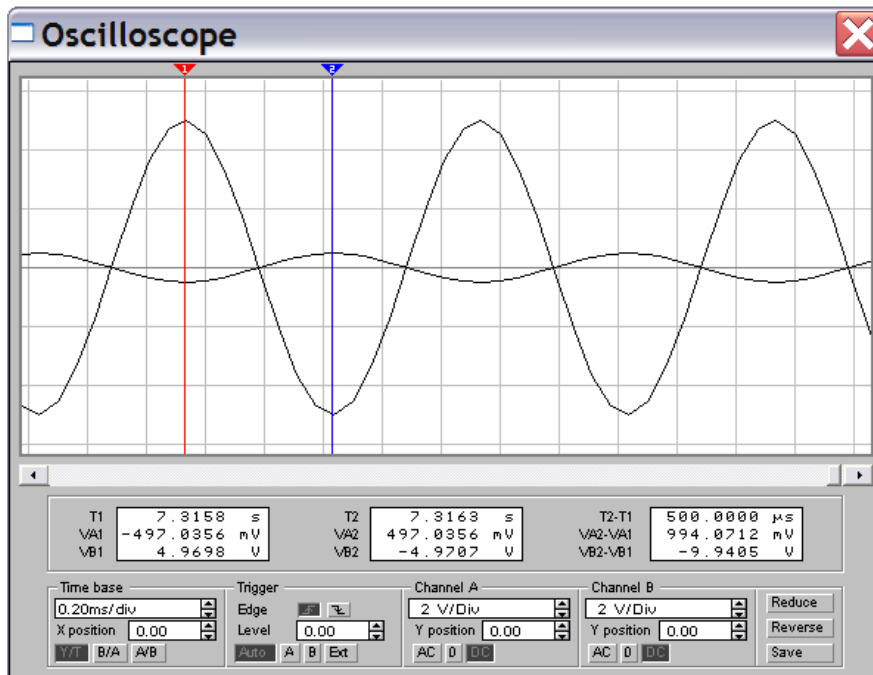 Oscilloscope
1 2
T1 7.3158 s T2 7.3163 s T2-T1 500.0000 µs
VA1 -497.0356 mV VA2 497.0356 mV VA2-VA1 994.0712 mV
VB1 4.9698 V VB2 -4.9707 V VB2-VB1 -9.9405 V
Time base Trigger Channel A Channel B
0.20ms/div Edge 2 V/Div 2 V/Div Reduce
X position 0.00 Level 0.00 Y position 0.00 Y position 0.00 Reverse
Y/T B/A A/B Auto A B Ext AC 0 DC AC 0 DC Save